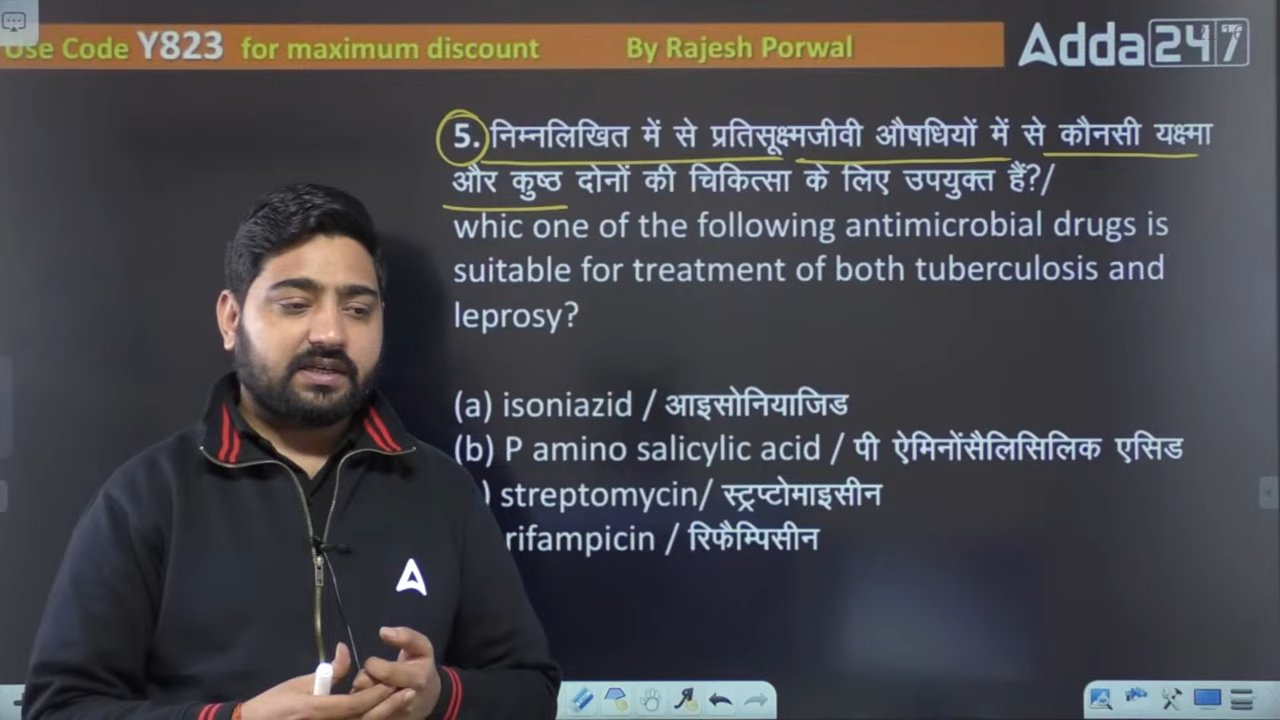 Use Code Y823 for maximum discount By Rajesh Porwal
Adda247
5. निम्नलिखित में से प्रतिसूक्ष्मजीवी औषधियों में से कौनसी यक्ष्मा
और कुष्ठ दोनों की चिकित्सा के लिए उपयुक्त हैं?/
whic one of the following antimicrobial drugs is
suitable for treatment of both tuberculosis and
leprosy?
(a) isoniazid / आइसोनियाजिड
(b) P amino salicylic acid / पी ऐमिनोंसैलिसिलिक एसिड
) streptomycin/ स्ट्रप्टोमाइसीन
rifampicin / रिफैम्पिसीन